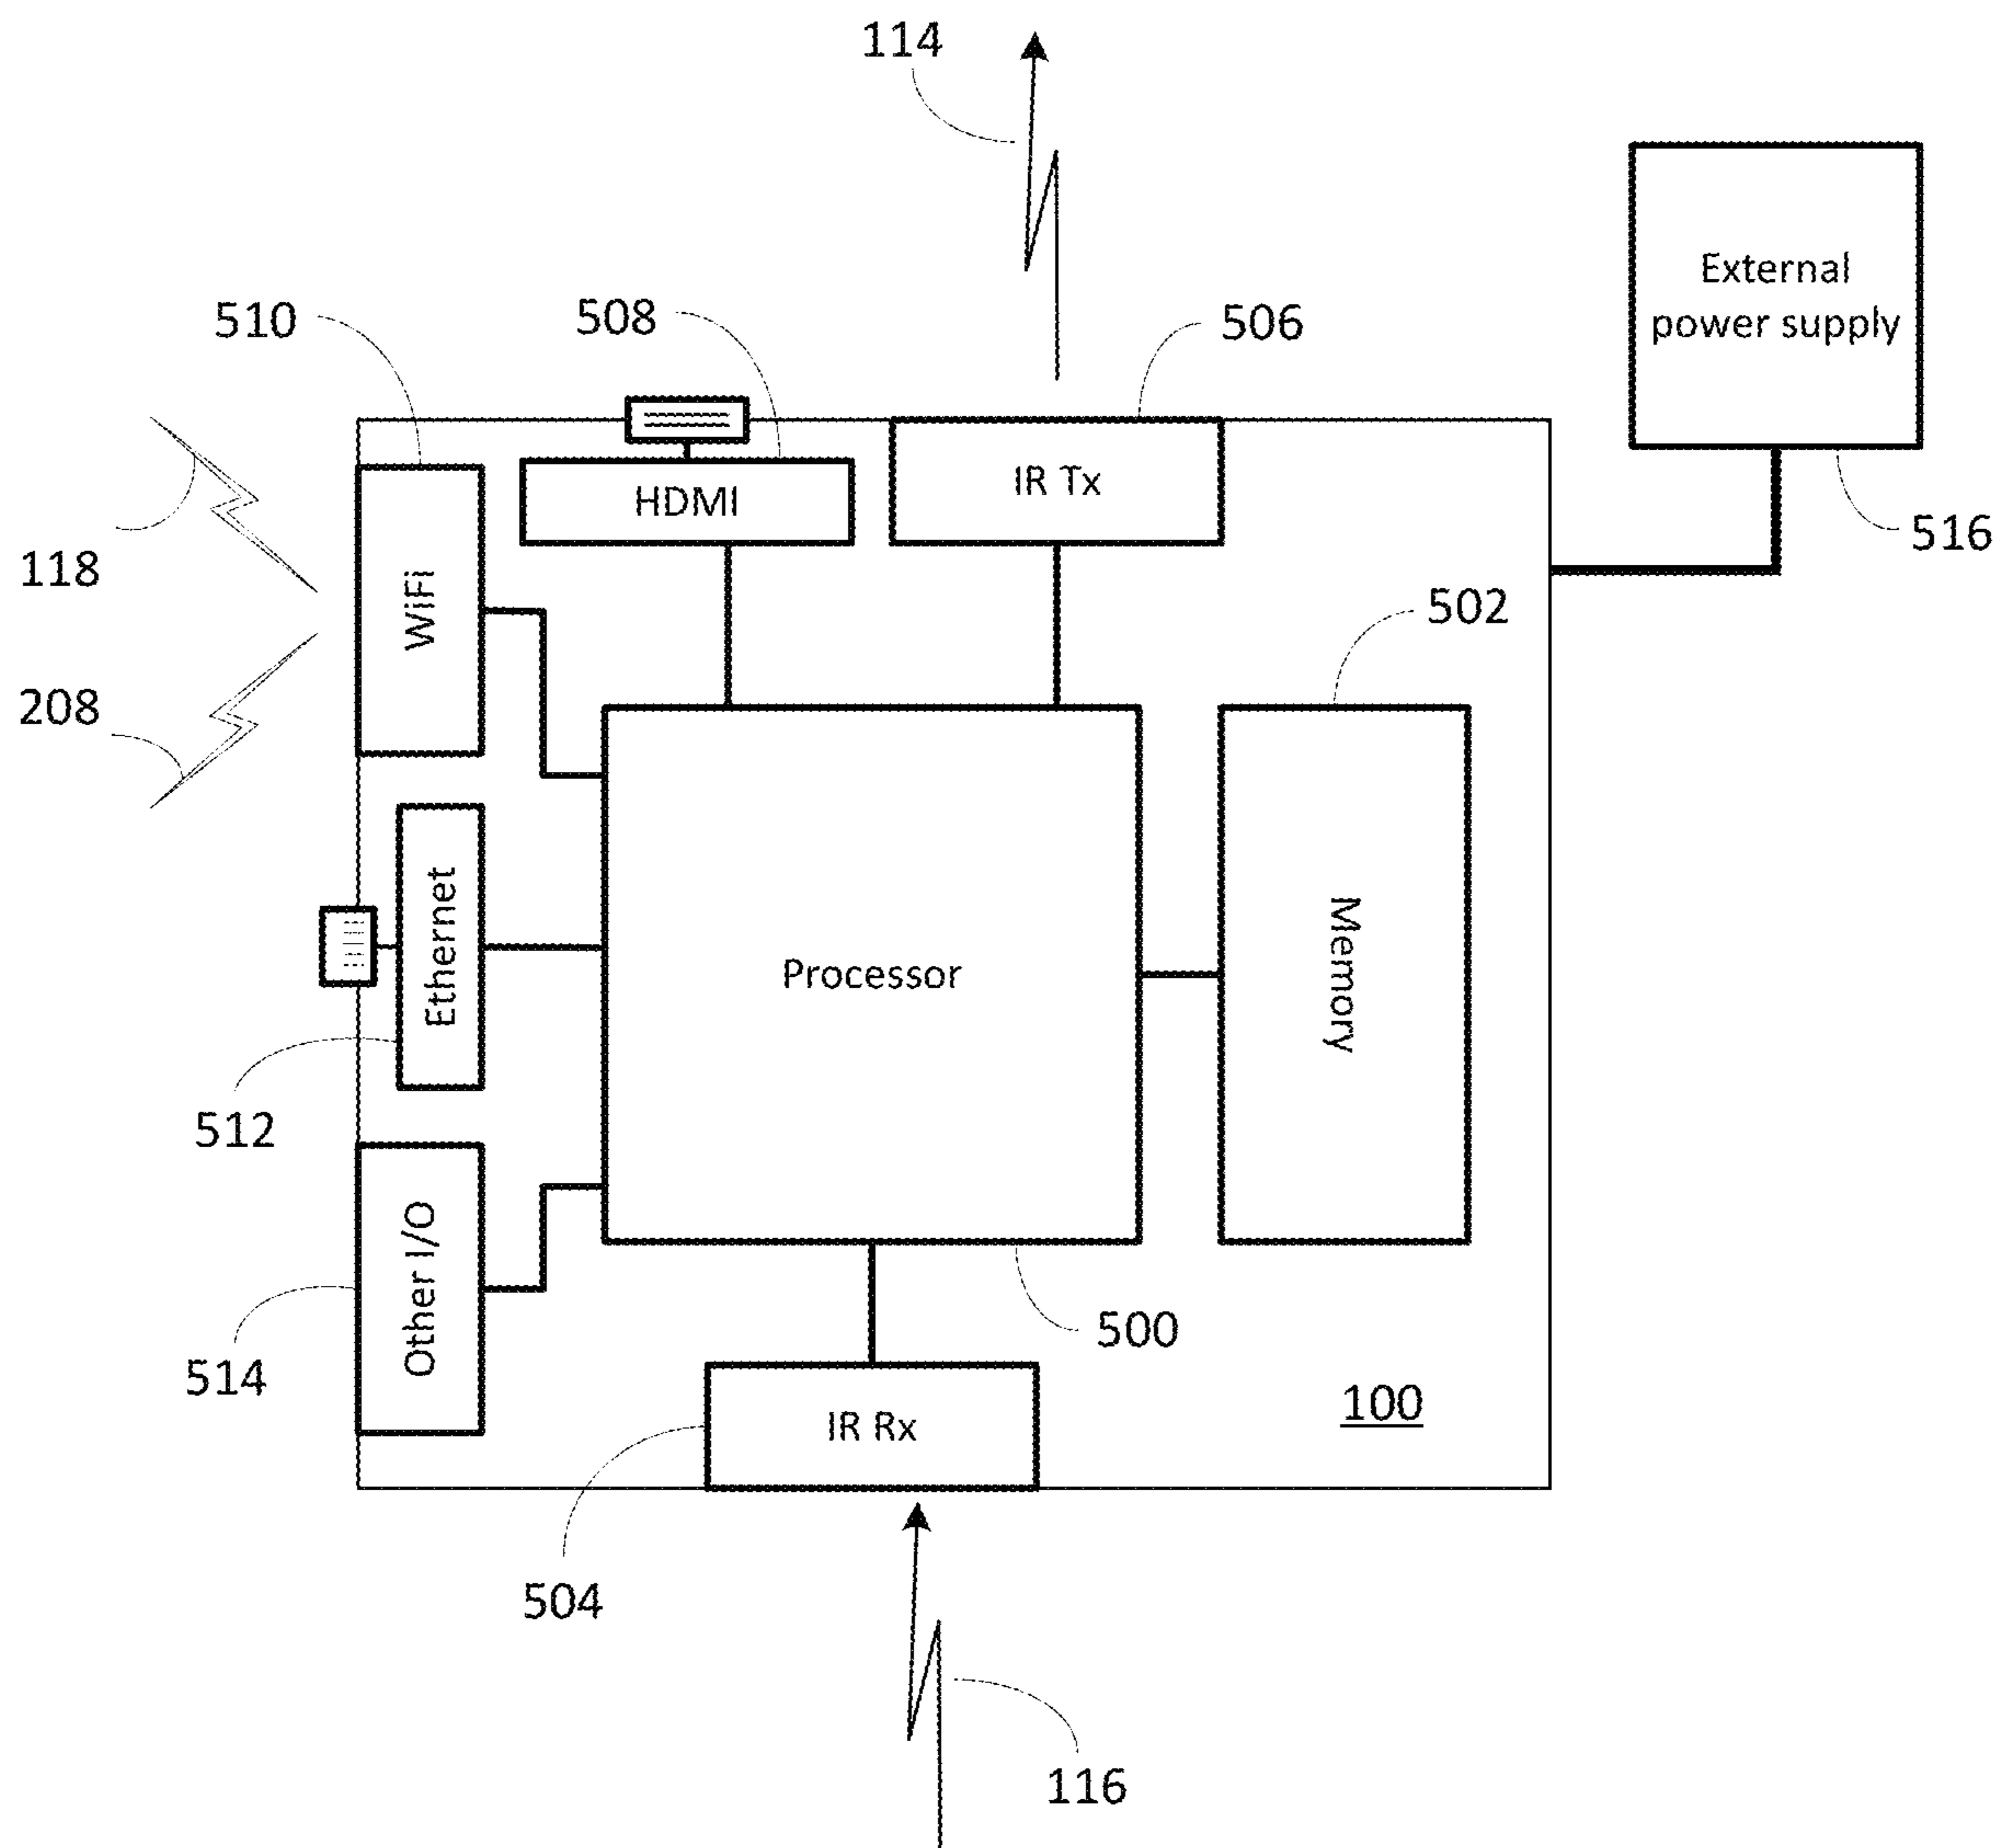 114
External
power supply
510
508
506
516
HDMI
IR Tx
118
WiFi
502
208
Ethernet
Processor
Memory
512
Other I/O
514
500
100
IR Rx
504
116